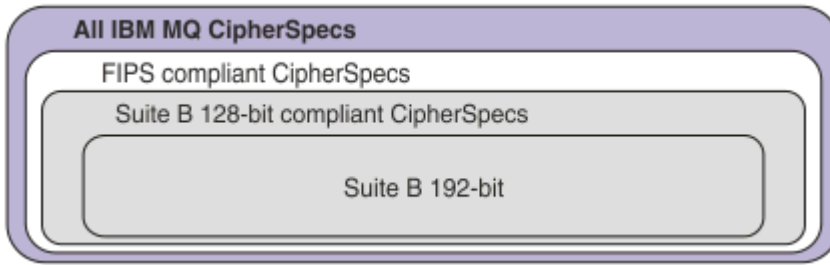 All IBM MQ CipherSpecs
FIPS compliant CipherSpecs
Suite B 128-bit compliant CipherSpecs
Suite B 192-bit